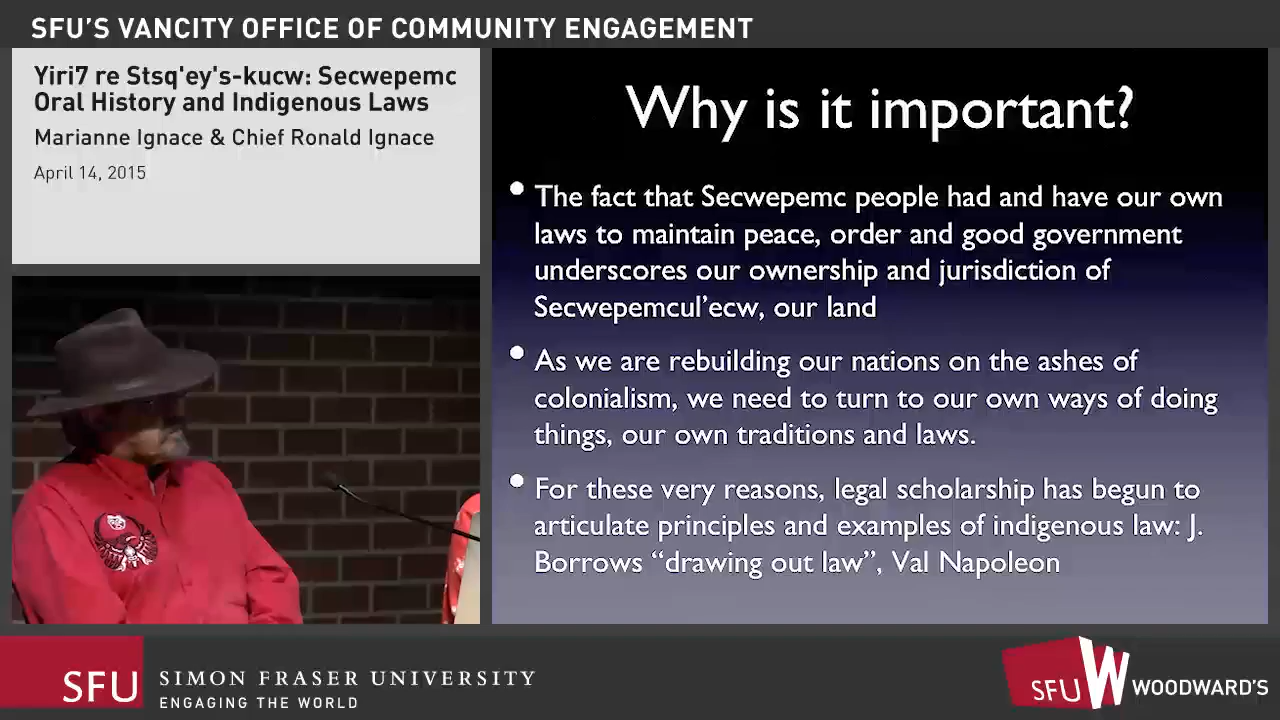 SFU'S VANCITY OFFICE OF COMMUNITY ENGAGEMENT
Yiri7 re Stsq'ey's-kucw: Secwepemc
Oral History and Indigenous Laws
Marianne Ignace & Chief Ronald Ignace
April 14, 2015
Why is it important?
• The fact that Secwepemc people had and have our own
laws to maintain peace, order and good government
underscores our ownership and jurisdiction of
Secwepemcul’ecw, our land
• As we are rebuilding our nations on the ashes of
colonialism, we need to turn to our own ways of doing
things, our own traditions and laws.
• For these very reasons, legal scholarship has begun to
articulate principles and examples of indigenous law: J.
Borrows “drawing out law”, Val Napoleon
SFU
SIMON FRASER UNIVERSITY
ENGAGING THE WORLD
SFU W WOODWARD'S